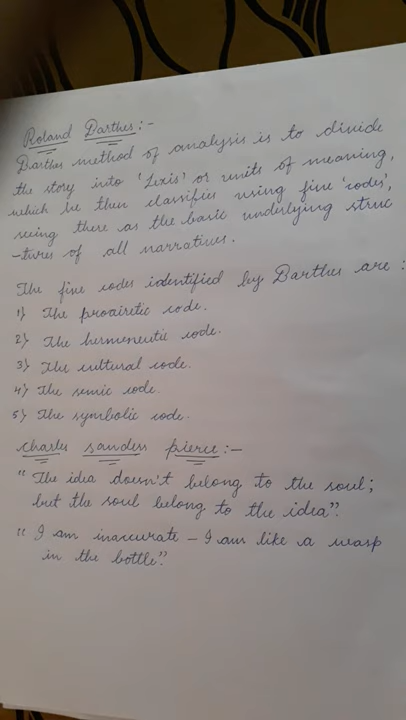 Roland Barthes:-
Barthes method of analysis is to divide
the story into 'Lexis' or units of meaning,
which he then classifies using five 'codes',
seeing there as the basic underlying struc
-tures of all narratives.
The five codes identified by Barthes are:
1) The proairetic code.
2) The hermeneutic code.
3) The cultural code.
4) The semic code.
5) The symbolic code.
Charles sanders pierce:-
"The idea doesn't belong to the soul;
but the soul belong to the idea".
"I am inaccurate - I am like a wasp
in the bottle".